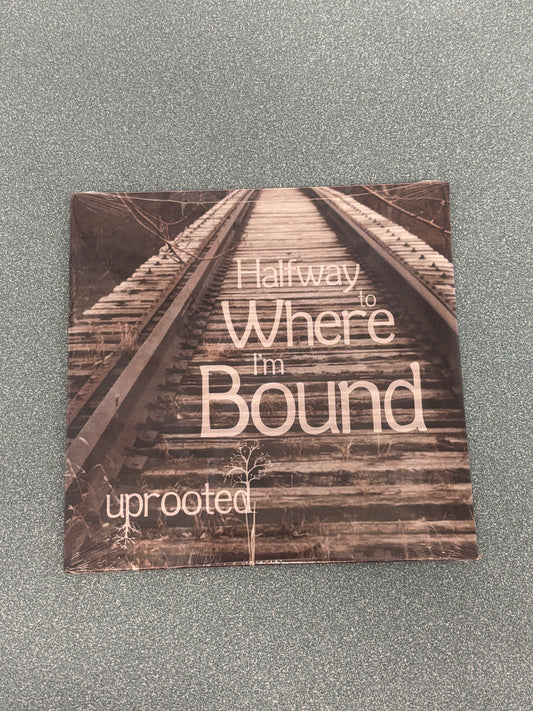 Halfway
to
Where
I'm
Bound
uprooted